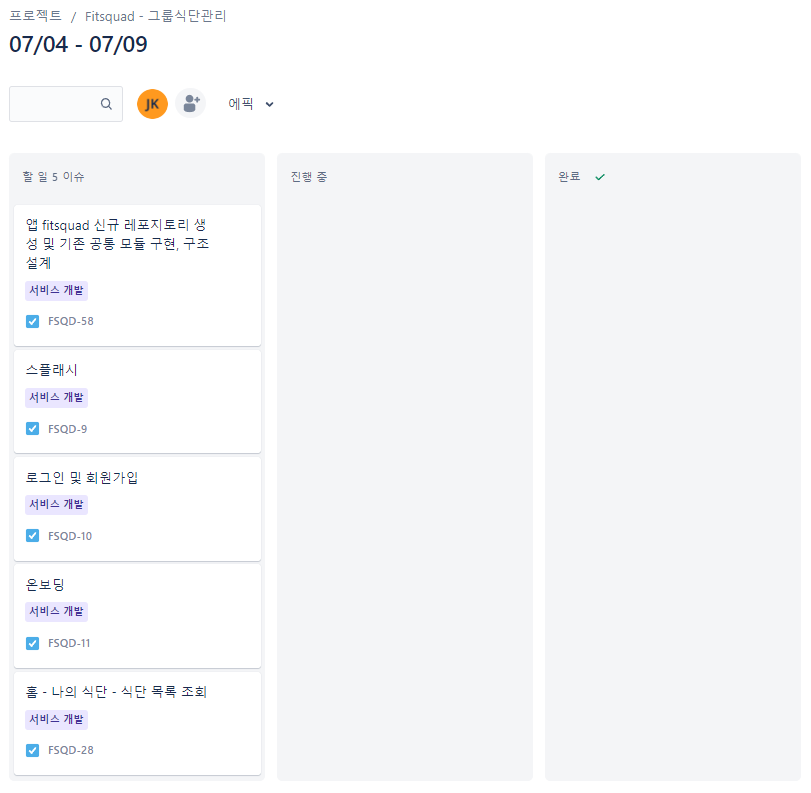 프로젝트 / Fitsquad - 그룹식단관리
07/04 - 07/09
JK
에픽
할 일 5 이슈
진행 중
완료
앱 fitsquad 신규 레포지토리 생
성 및 기존 공통 모듈 구현, 구조
설계
서비스 개발
FSQD-58
스플래시
서비스 개발
FSQD-9
로그인 및 회원가입
서비스 개발
FSQD-10
온보딩
서비스 개발
FSQD-11
홈 - 나의 식단 - 식단 목록 조회
서비스 개발
FSQD-28